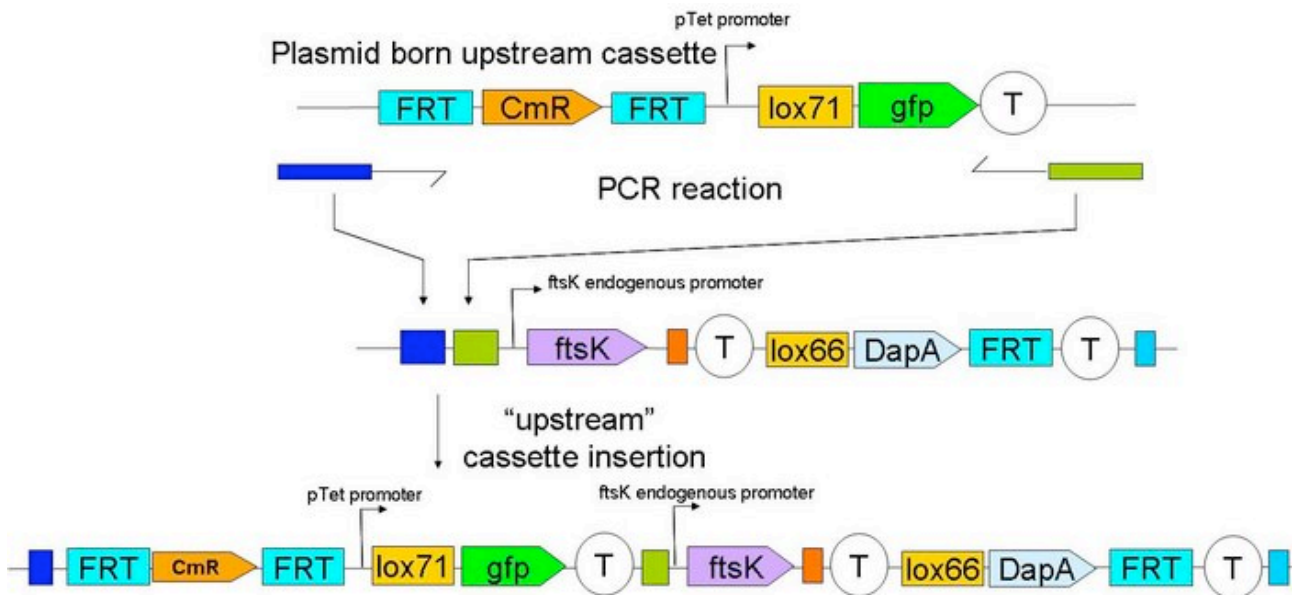 pTet promoter
Plasmid born upstream cassette
FRT CmR FRT lox71 gfp T
PCR reaction
ftsK endogenous promoter
ftsK T lox66 DapA FRT T
“upstream”
cassette insertion
pTet promoter ftsK endogenous promoter
FRT CmR FRT lox71 gfp T ftsK T lox66 DapA FRT T